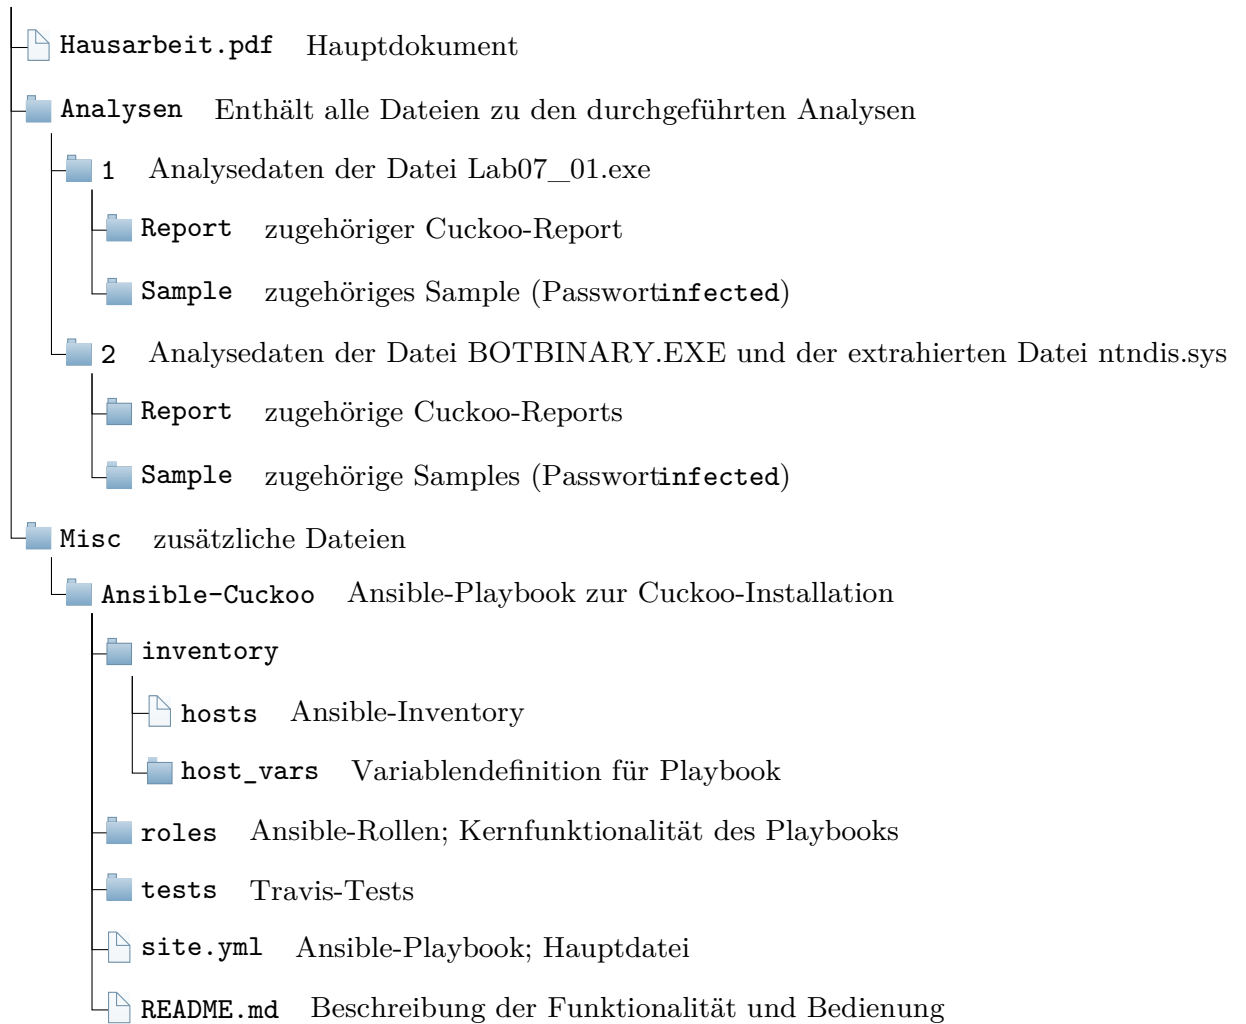 Hausarbeit.pdf Hauptdokument
Analysen Enthält alle Dateien zu den durchgeführten Analysen
1 Analysedaten der Datei Lab07_01.exe
Report zugehöriger Cuckoo-Report
Sample zugehöriges Sample (Passwortinfected)
2 Analysedaten der Datei BOTBINARY.EXE und der extrahierten Datei ntndis.sys
Report zugehörige Cuckoo-Reports
Sample zugehörige Samples (Passwortinfected)
Misc zusätzliche Dateien
Ansible-Cuckoo Ansible-Playbook zur Cuckoo-Installation
inventory
hosts Ansible-Inventory
host_vars Variablendefinition für Playbook
roles Ansible-Rollen; Kernfunktionalität des Playbooks
tests Travis-Tests
site.yml Ansible-Playbook; Hauptdatei
README.md Beschreibung der Funktionalität und Bedienung